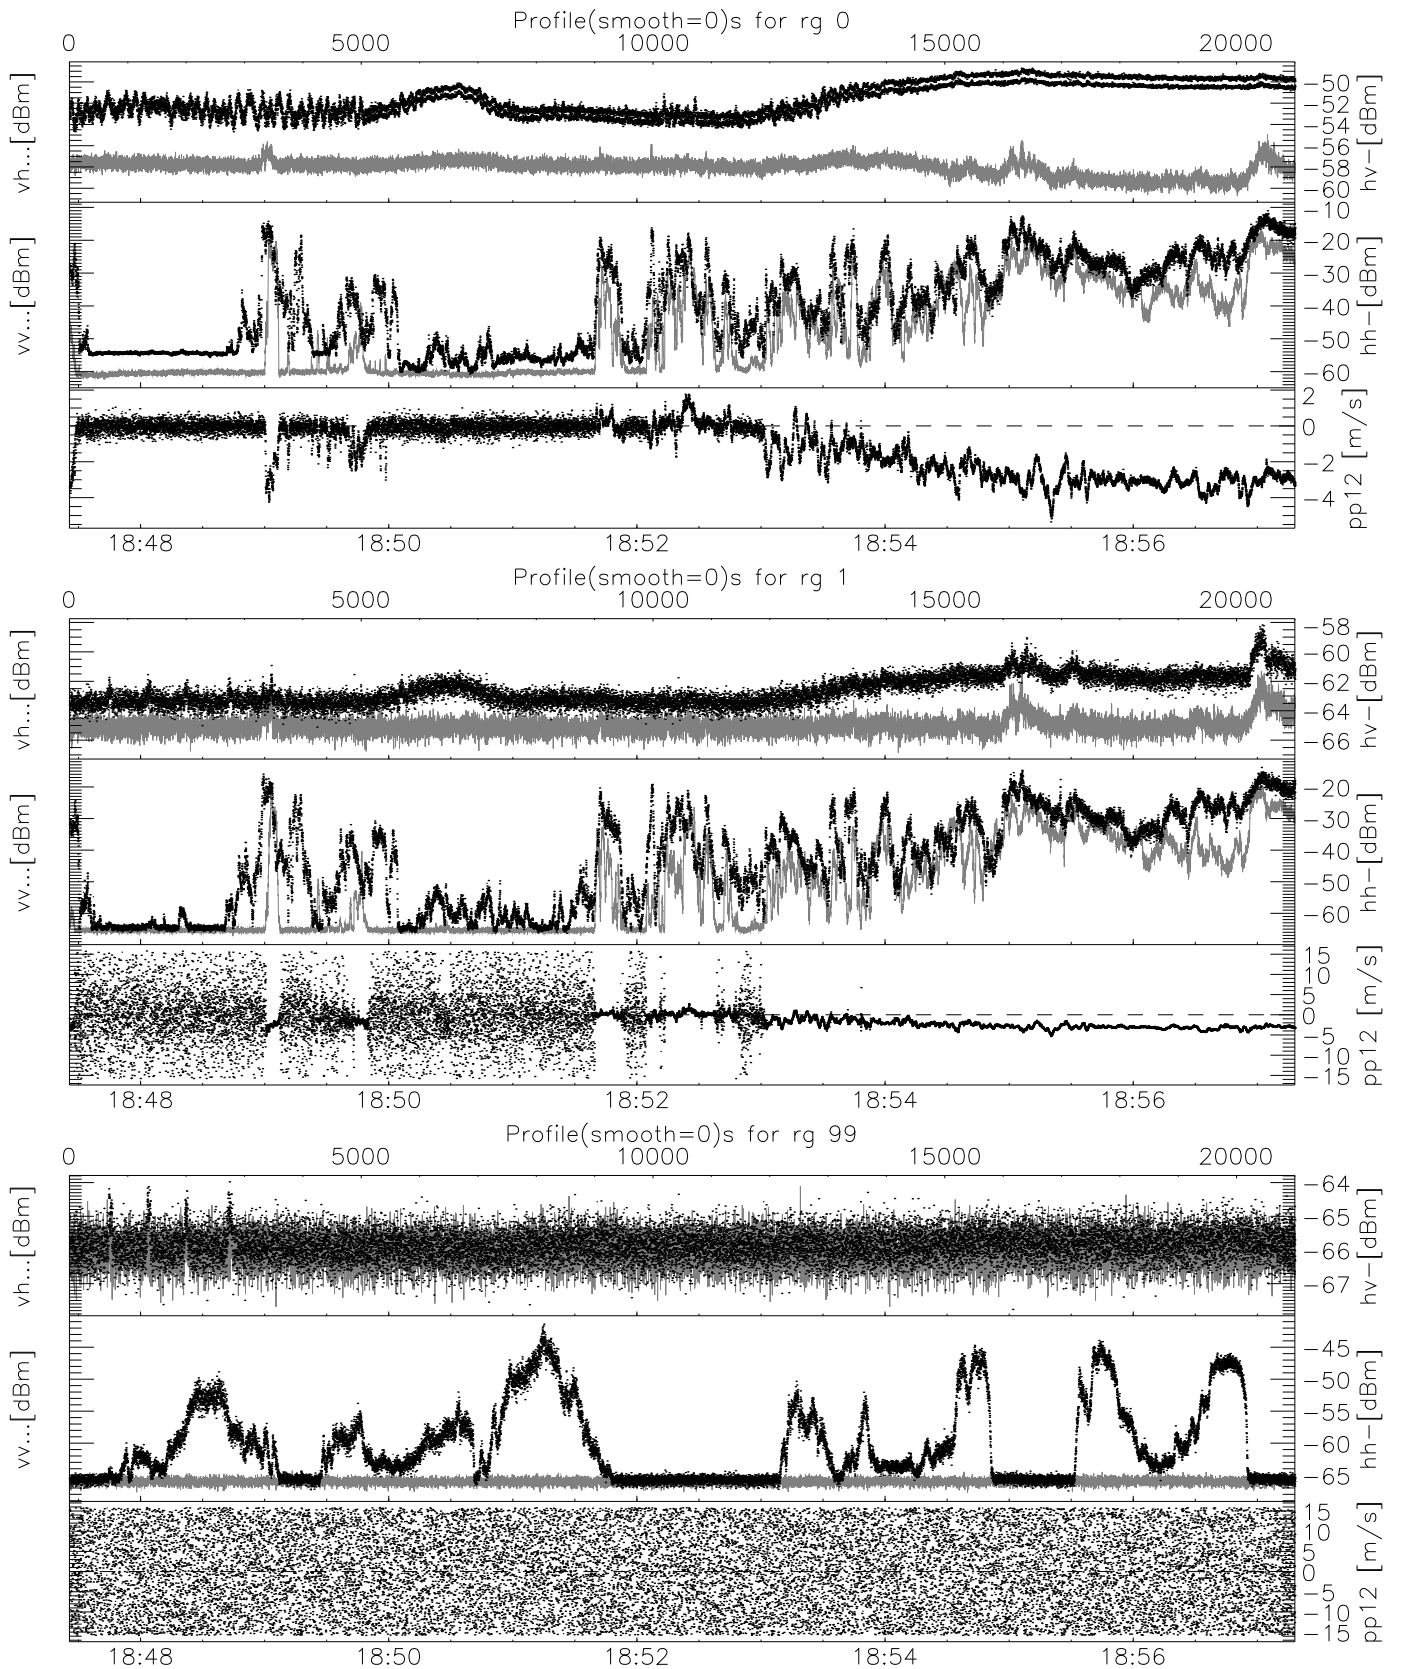 Profile(smooth=0)s for rg 0
0 5000 10000 15000 20000
vh...[dBm]
-50
-52
-54
-56
-58
-60
hv-[dBm]
vv...[dBm]
-10
-20
-30
-40
-50
-60
hh-[dBm]
2
0
-2
-4
pp12 [m/s]
18:48 18:50 18:52 18:54 18:56
Profile(smooth=0)s for rg 1
0 5000 10000 15000 20000
vh...[dBm]
-58
-60
-62
-64
-66
hv-[dBm]
vv...[dBm]
-20
-30
-40
-50
-60
hh-[dBm]
15
10
5
0
-5
-10
-15
pp12 [m/s]
18:48 18:50 18:52 18:54 18:56
Profile(smooth=0)s for rg 99
0 5000 10000 15000 20000
vh...[dBm]
-64
-65
-66
-67
hv-[dBm]
vv...[dBm]
-45
-50
-55
-60
-65
hh-[dBm]
15
10
5
0
-5
-10
-15
pp12 [m/s]
18:48 18:50 18:52 18:54 18:56